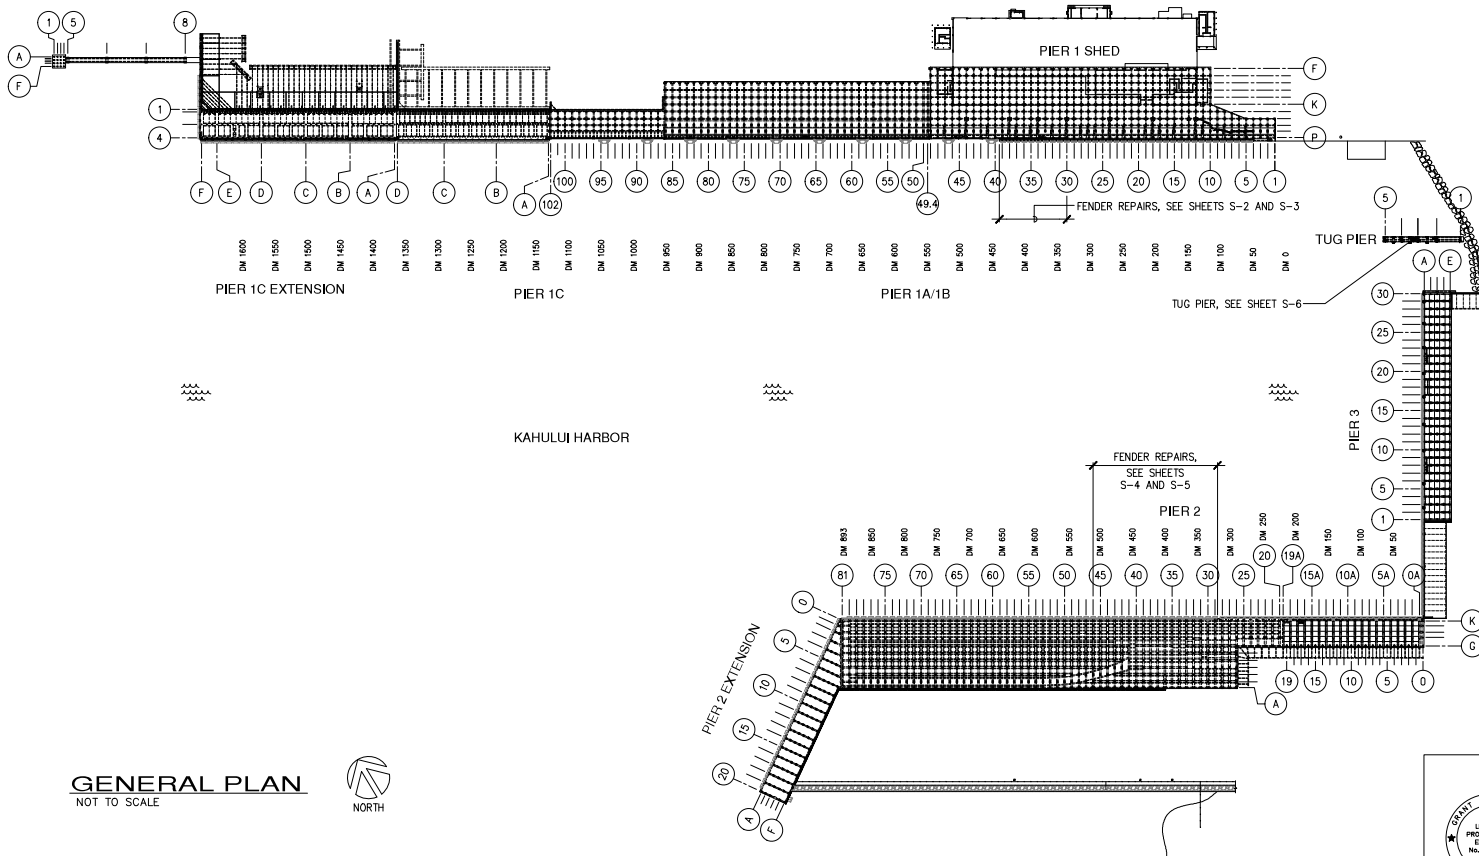 1 5 8
A
F
PIER 1 SHED
F
K
P
1
4
F E D C B A D C B A 102 100 95 90 85 80 75 70 65 60 55 50 49.4 45 40 35 30 25 20 15 10 5 1
FENDER REPAIRS, SEE SHEETS S-2 AND S-3
5 1
TUG PIER
A E
DM 1600 DM 1550 DM 1500 DM 1450 DM 1400 DM 1350 DM 1300 DM 1250 DM 1200 DM 1150 DM 1100 DM 1050 DM 1000 DM 950 DM 900 DM 850 DM 800 DM 750 DM 700 DM 650 DM 600 DM 550 DM 500 DM 450 DM 400 DM 350 DM 300 DM 250 DM 200 DM 150 DM 100 DM 50 DM 0
PIER 1C EXTENSION PIER 1C PIER 1A/1B
TUG PIER, SEE SHEET S-6
30
25
20
15
10
5
1
PIER 3
KAHULUI HARBOR
FENDER REPAIRS,
SEE SHEETS
S-4 AND S-5
PIER 2
DM 893 DM 850 DM 800 DM 750 DM 700 DM 650 DM 600 DM 550 DM 500 DM 450 DM 400 DM 350 DM 300 DM 250 DM 200 DM 150 DM 100 DM 50
81 75 70 65 60 55 50 45 40 35 30 25 20 19A 15A 10A 5A 0A
K
G
19 15 10 5 0
A
0
5
10
15
20
PIER 2 EXTENSION
A
F
GENERAL PLAN
NOT TO SCALE
NORTH
GRANT